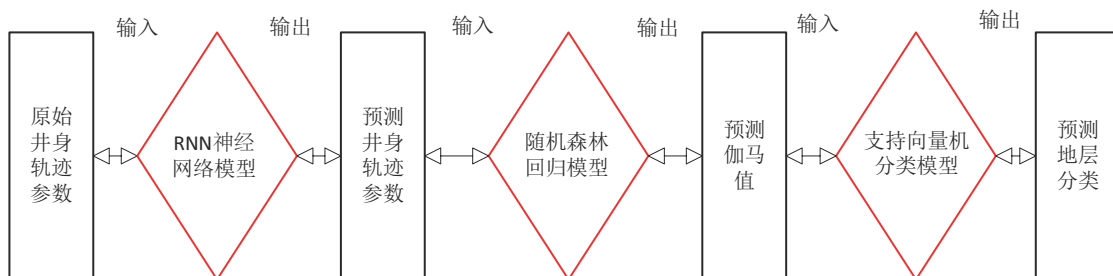 输入
输出
输入
输出
输入
输出
原始
井身
轨迹
参数
RNN神经
网络模型
预测
井身
轨迹
参数
随机森林
回归模型
预测
伽马
值
支持向量机
分类模型
预测
地层
分类